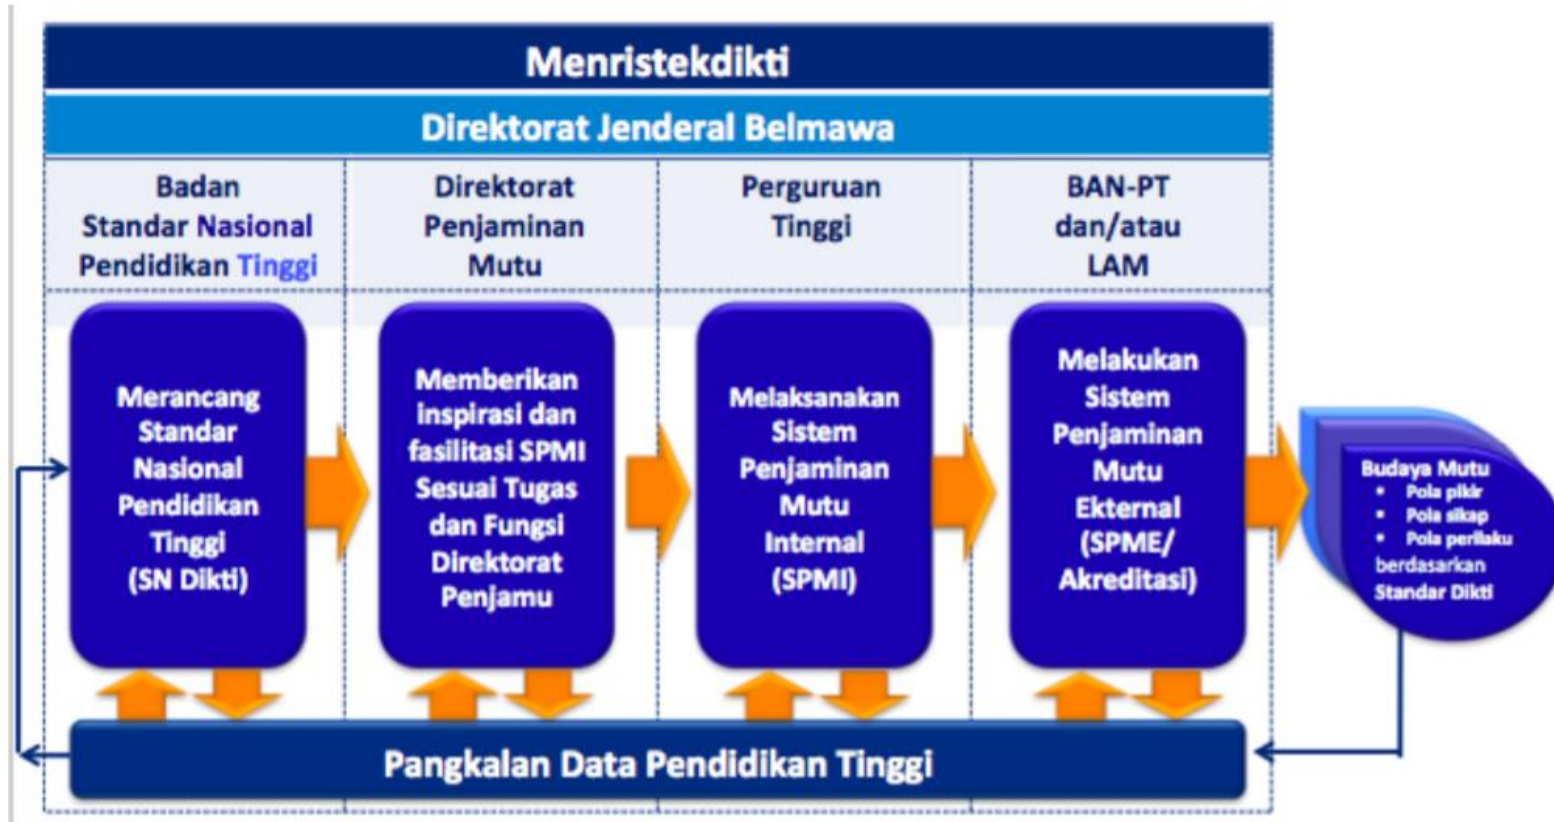 Menristekdikti
Direktorat Jenderal Belmawa
Badan
Standar Nasional
Pendidikan Tinggi
Direktorat
Penjaminan
Mutu
Perguruan
Tinggi
BAN-PT
dan/atau
LAM
Merancang
Standar
Nasional
Pendidikan
Tinggi
(SN Dikti)
Memberikan
inspirasi dan
fasilitasi SPMI
Sesuai Tugas
dan Fungsi
Direktorat
Penjamu
Melaksanakan
Sistem
Penjaminan
Mutu
Internal
(SPMI)
Melakukan
Sistem
Penjaminan
Mutu
Ekternal
(SPME/
Akreditasi)
Budaya Mutu
▪ Pola pikir
▪ Pola sikap
▪ Pola perilaku
berdasarkan
Standar Dikti
Pangkalan Data Pendidikan Tinggi